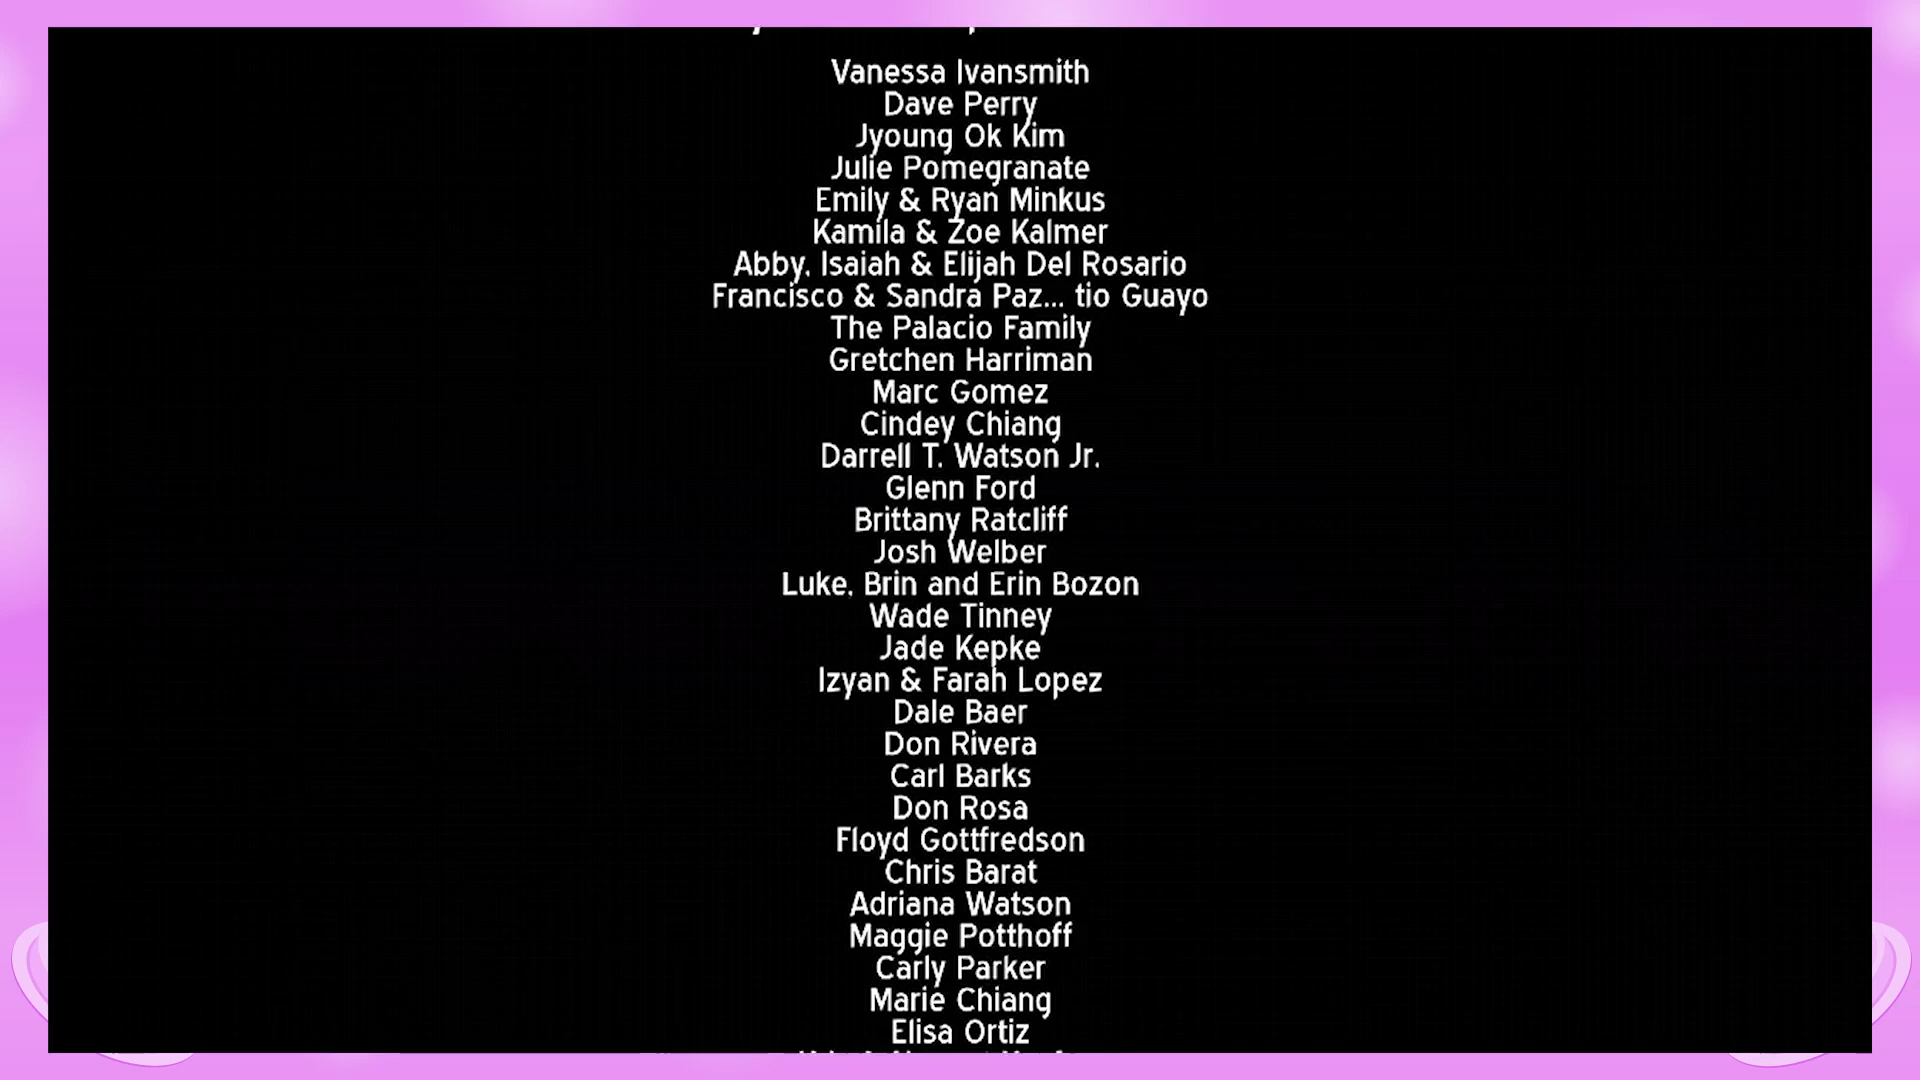 Vanessa Ivansmith
Dave Perry
Jyoung Ok Kim
Julie Pomegranate
Emily & Ryan Minkus
Kamila & Zoe Kalmer
Abby, Isaiah & Elijah Del Rosario
Francisco & Sandra Paz... tio Guayo
The Palacio Family
Gretchen Harriman
Marc Gomez
Cindey Chiang
Darrell T. Watson Jr.
Glenn Ford
Brittany Ratcliff
Josh Welber
Luke, Brin and Erin Bozon
Wade Tinney
Jade Kepke
Izyan & Farah Lopez
Dale Baer
Don Rivera
Carl Barks
Don Rosa
Floyd Gottfredson
Chris Barat
Adriana Watson
Maggie Potthoff
Carly Parker
Marie Chiang
Elisa Ortiz